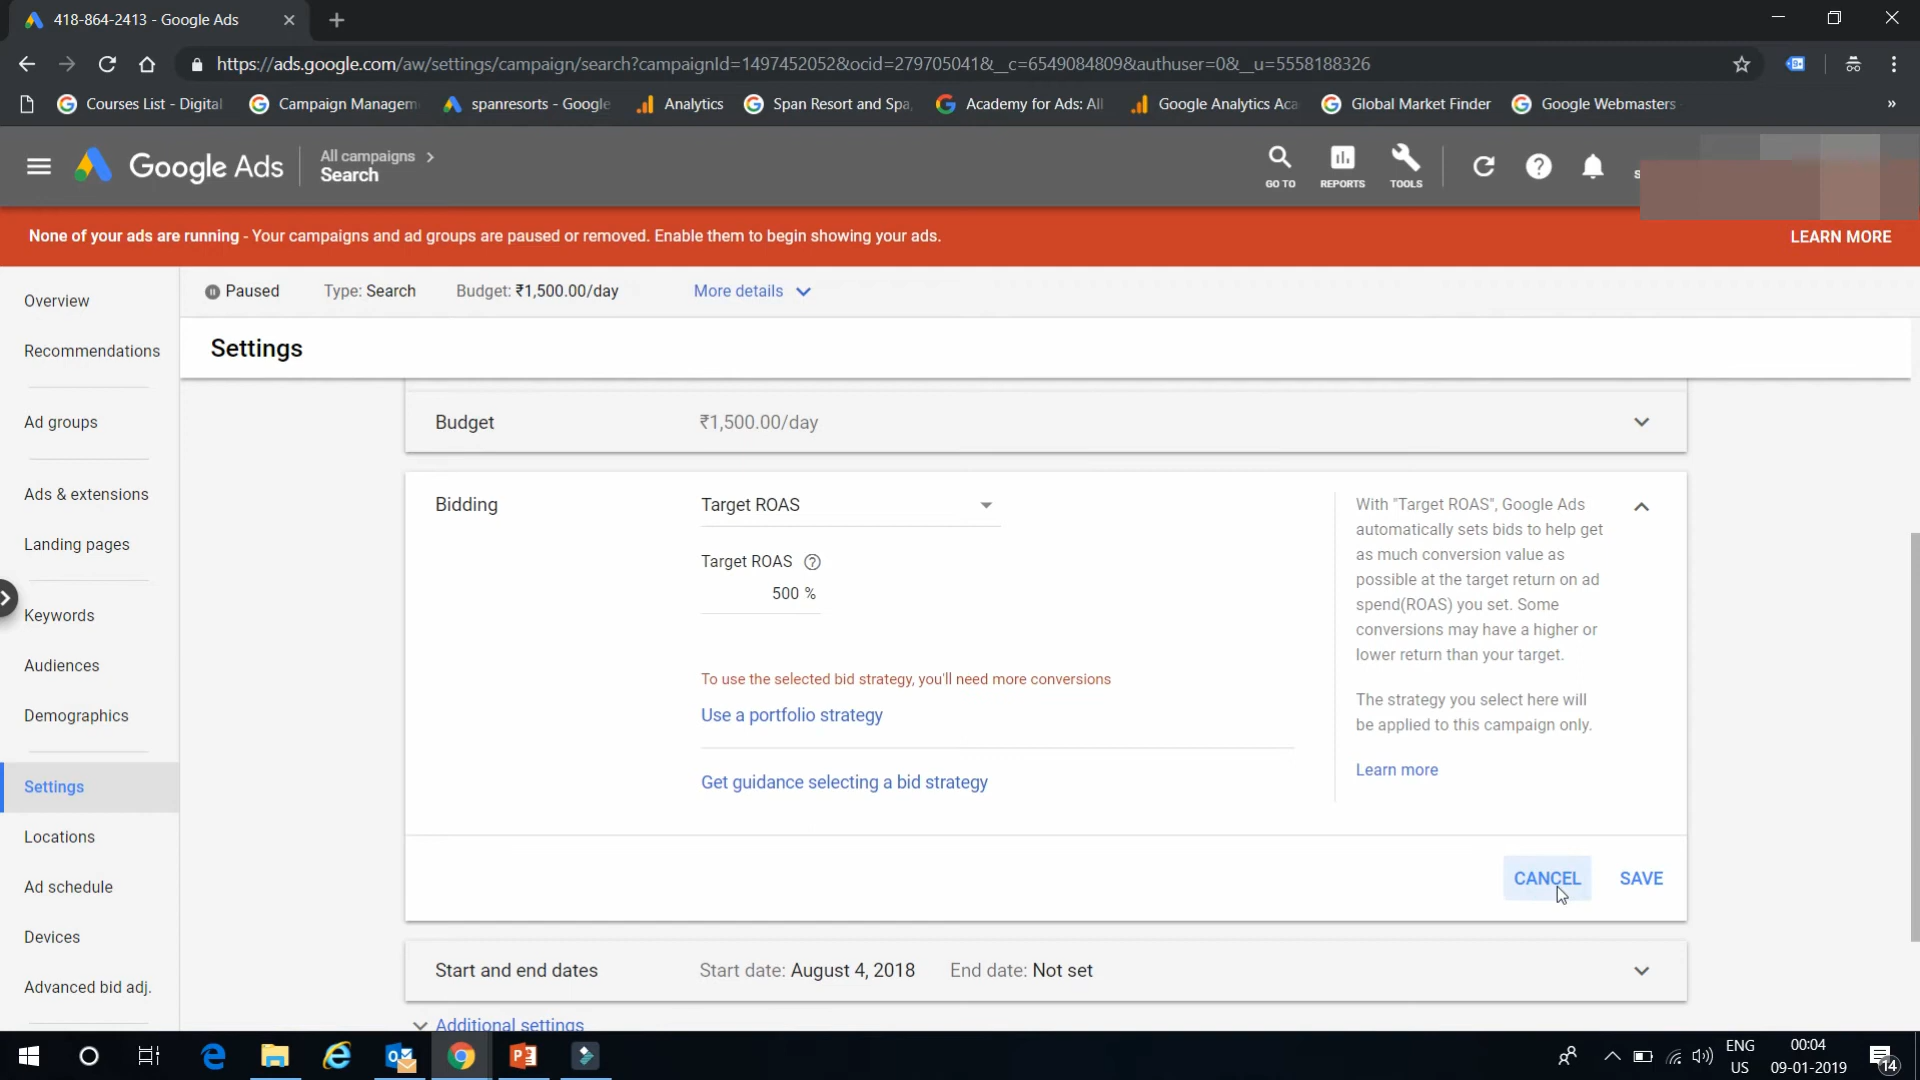 418-864-2413 - Google Ads
https://ads.google.com/aw/settings/campaign/search?campaignId=1497452052&ocid=279705041&__c=6549084809&authuser=0&__u=5558188326
Courses List - Digital
Campaign Managem
spanresorts - Google
Analytics
Span Resort and Spa,
Academy for Ads: All
Google Analytics Aca
Global Market Finder
Google Webmasters
»
Google Ads
All campaigns >
Search
GO TO
REPORTS
TOOLS
s
None of your ads are running - Your campaigns and ad groups are paused or removed. Enable them to begin showing your ads.
LEARN MORE
Paused
Type: Search
Budget: ₹1,500.00/day
More details
Settings
Overview
Recommendations
Ad groups
Ads & extensions
Landing pages
Keywords
Audiences
Demographics
Settings
Locations
Ad schedule
Devices
Advanced bid adj.
Budget
₹1,500.00/day
Bidding
Target ROAS
Target ROAS
500 %
To use the selected bid strategy, you'll need more conversions
Use a portfolio strategy
Get guidance selecting a bid strategy
With "Target ROAS", Google Ads
automatically sets bids to help get
as much conversion value as
possible at the target return on ad
spend(ROAS) you set. Some
conversions may have a higher or
lower return than your target.
The strategy you select here will
be applied to this campaign only.
Learn more
CANCEL
SAVE
Start and end dates
Start date: August 4, 2018
End date: Not set
Additional settings
ENG
US
00:04
09-01-2019
14